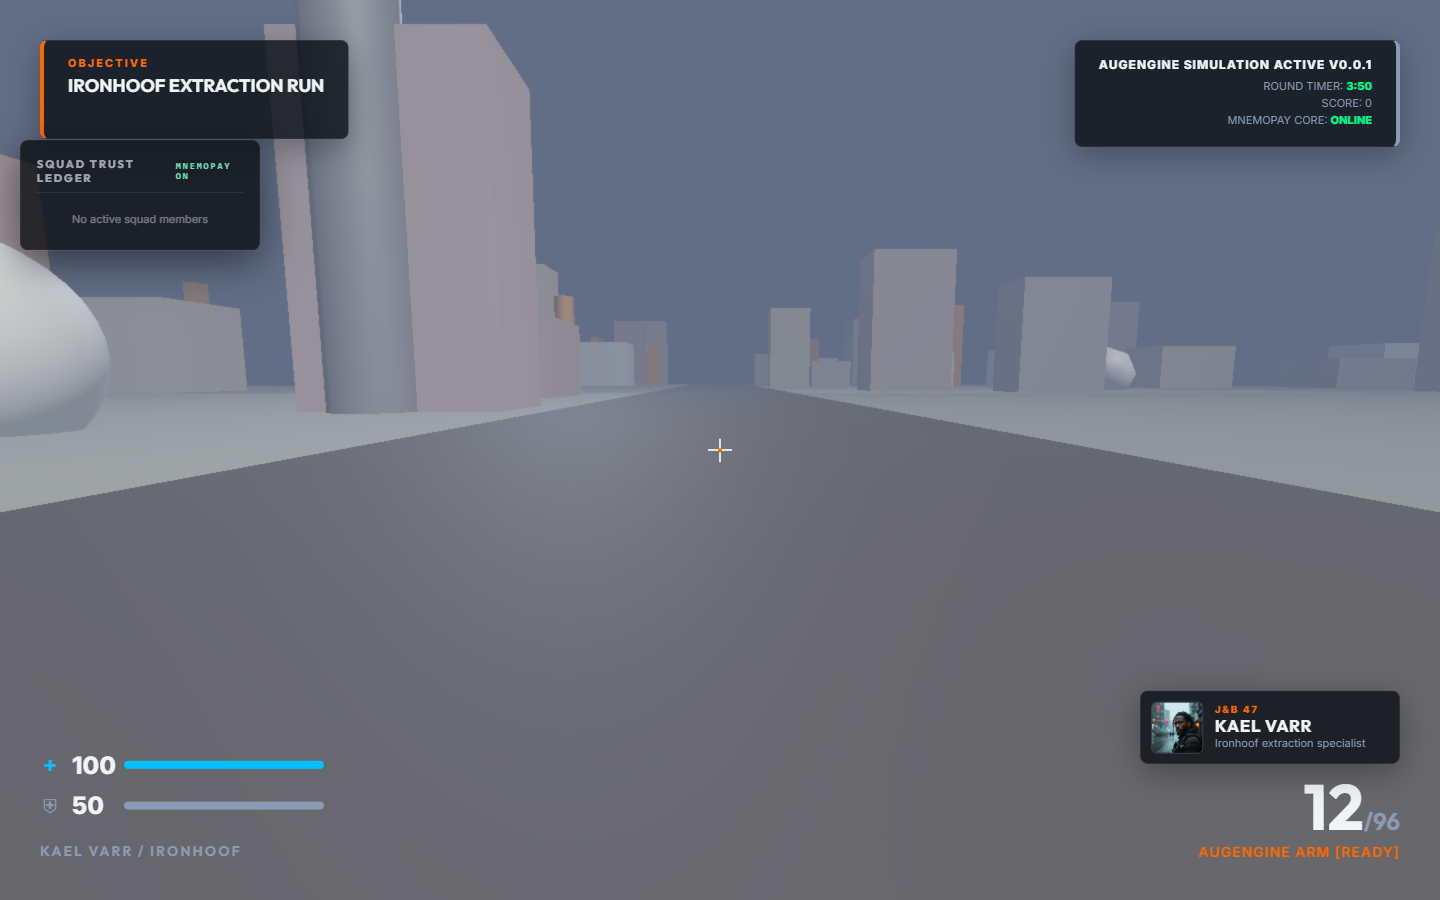 OBJECTIVE
IRONHOOF EXTRACTION RUN
SQUAD TRUST LEDGER
MNEMOPAY ON
No active squad members
AUGENGINE SIMULATION ACTIVE V0.0.1
ROUND TIMER: 3:50
SCORE: 0
MNEMOPAY CORE: ONLINE
100
50
KAEL VARR / IRONHOOF
J&B 47
KAEL VARR
Ironhoof extraction specialist
12/96
AUGENGINE ARM [READY]